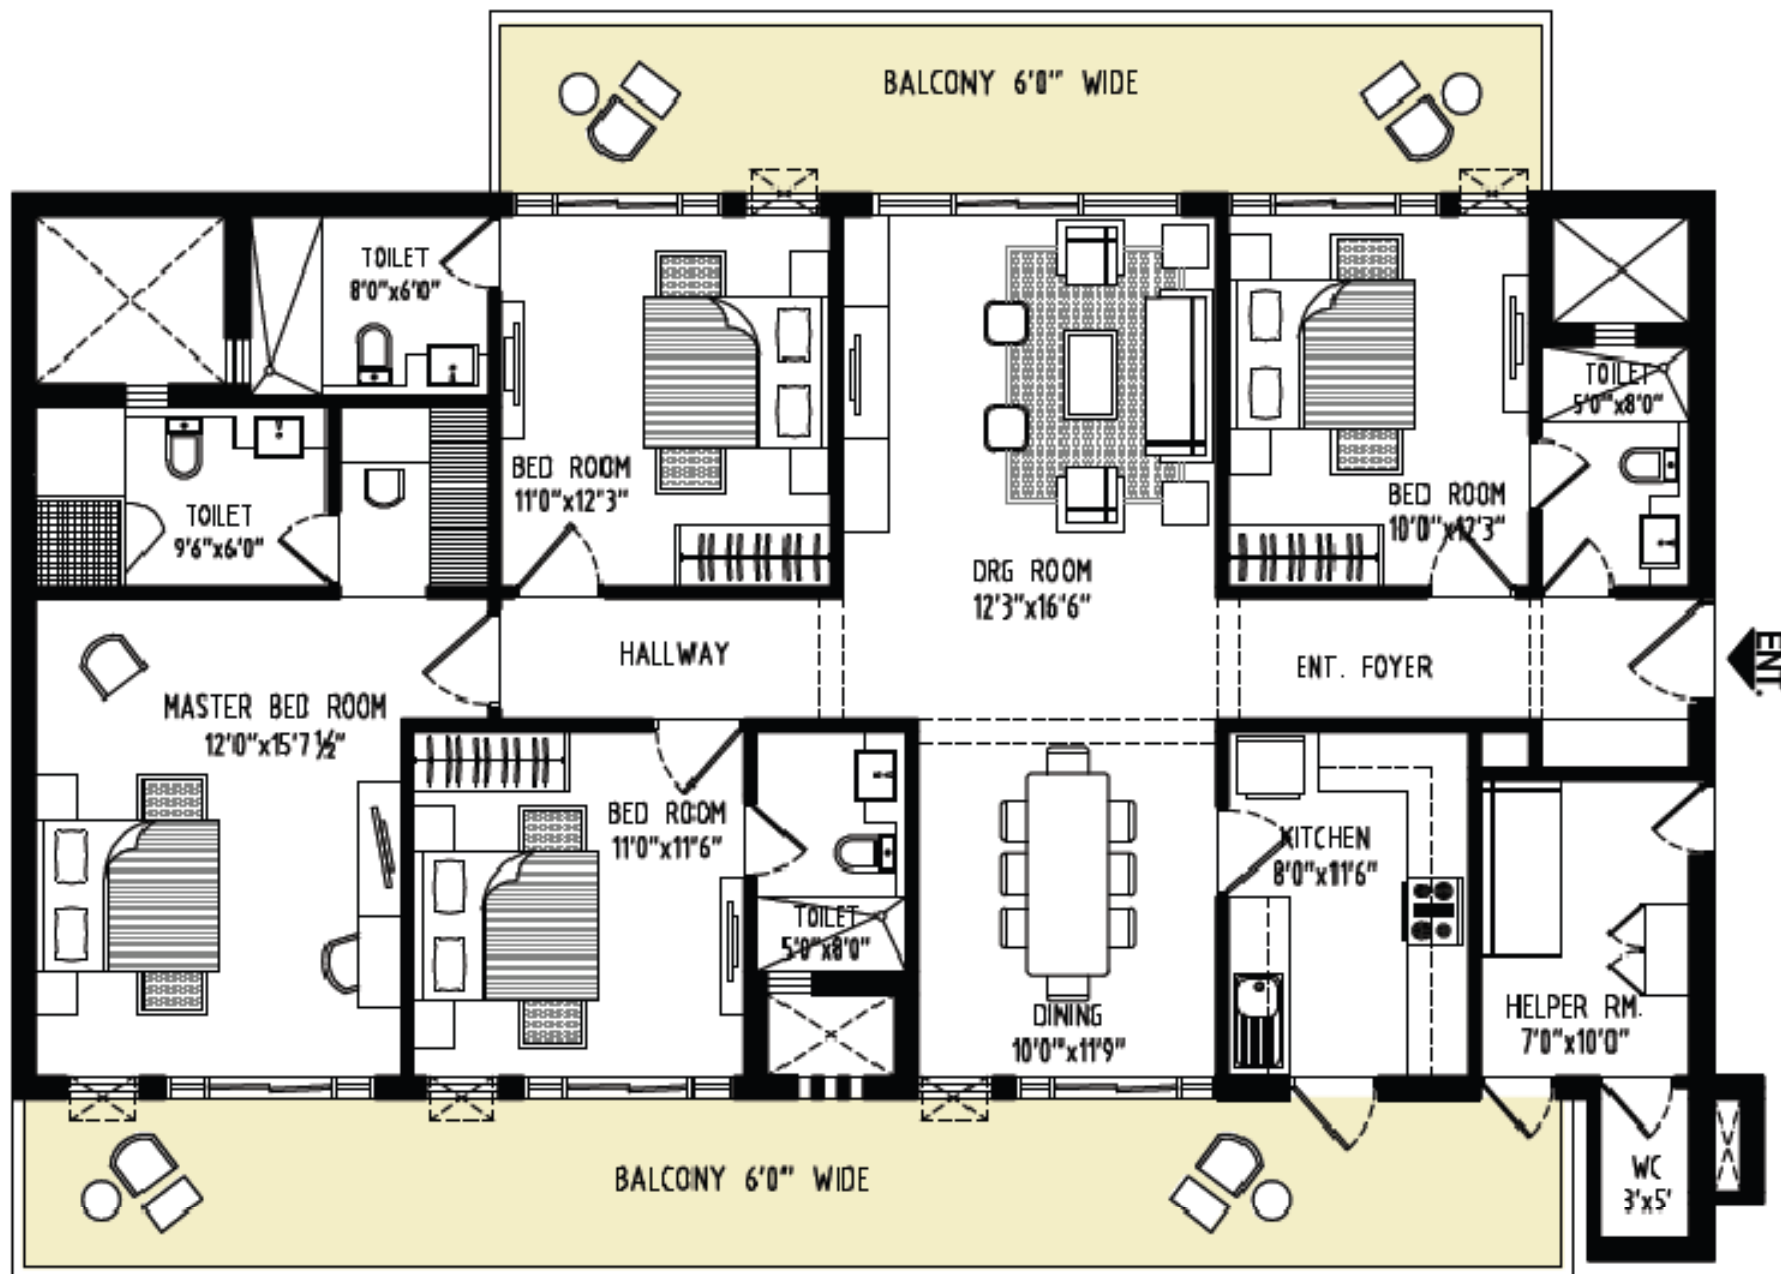 BALCONY 6'0" WIDE
TOILET
8'0"x6'0"
TOILET
5'0"x8'0"
BED ROOM
11'0"x12'3"
BED ROOM
10'0"x12'3"
TOILET
9'6"x6'0"
DRG ROOM
12'3"x16'6"
HALLWAY
ENT. FOYER
ENT.
MASTER BED ROOM
12'0"x15'7½"
BED ROOM
11'0"x11'6"
KITCHEN
8'0"x11'6"
TOILET
5'0"x8'0"
DINING
10'0"x11'9"
HELPER RM.
7'0"x10'0"
BALCONY 6'0" WIDE
WC
3'x5'